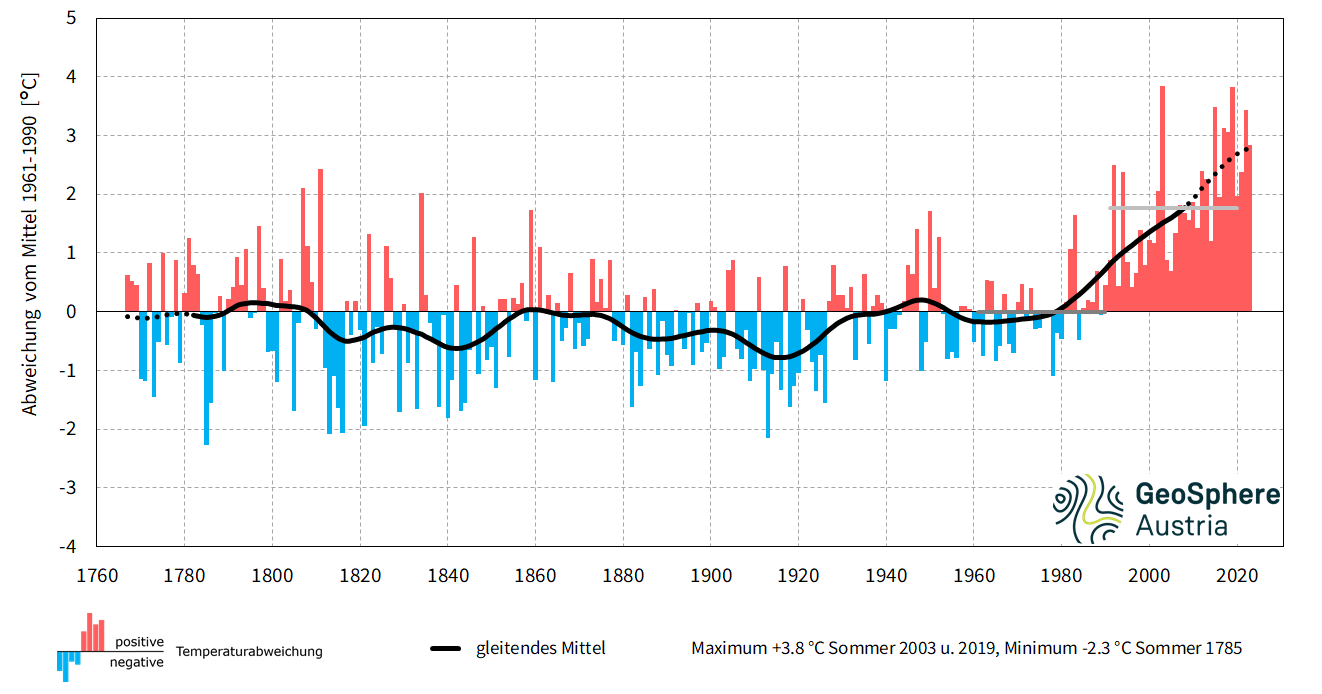 Abweichung vom Mittel 1961-1990 [°C]
5
4
3
2
1
0
-1
-2
-3
-4
1760 1780 1800 1820 1840 1860 1880 1900 1920 1940 1960 1980 2000 2020
GeoSphere
Austria
positive
negative
Temperaturabweichung
gleitendes Mittel
Maximum +3.8 °C Sommer 2003 u. 2019, Minimum -2.3 °C Sommer 1785